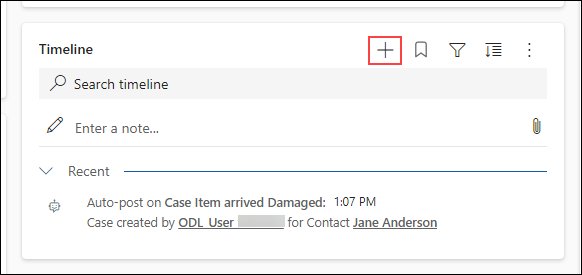 Timeline
Search timeline
Enter a note...
Recent
Auto-post on Case Item arrived Damaged: 1:07 PM
Case created by ODL_User for Contact Jane Anderson